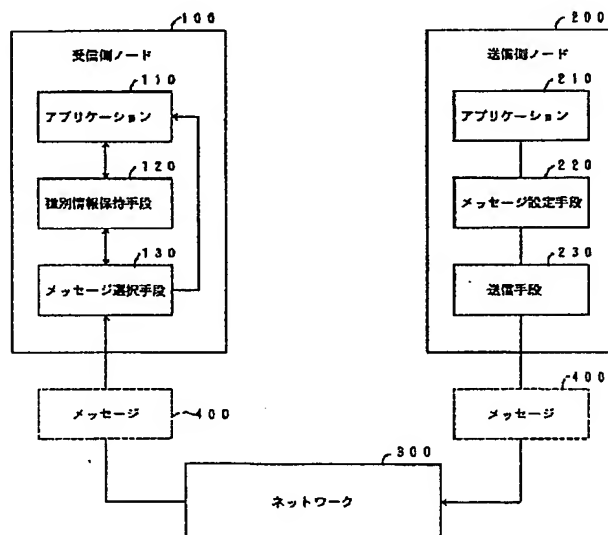 100
受信側ノード
110
アプリケーション
120
識別情報保持手段
130
メッセージ選択手段
メッセージ
400
200
送信側ノード
210
アプリケーション
220
メッセージ設定手段
230
送信手段
400
メッセージ
300
ネットワーク